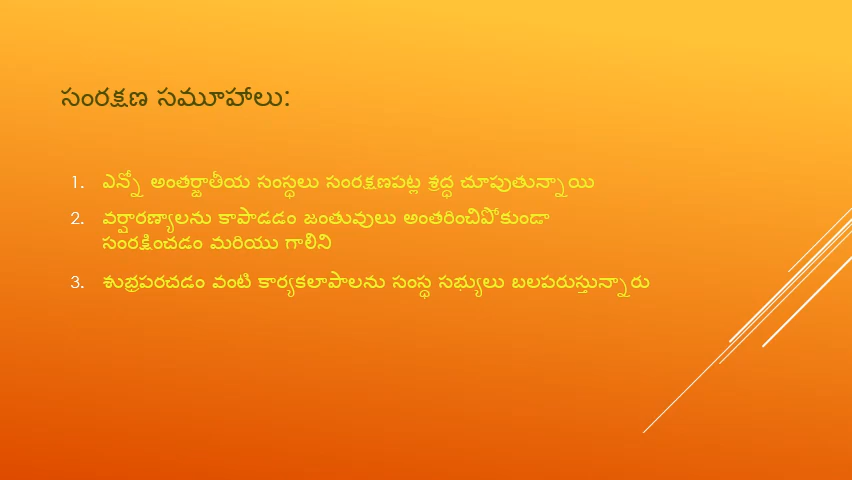 సంరక్షణ సమూహాలు:
1. ఎన్నో అంతర్జాతీయ సంస్థలు సంరక్షణపట్ల శ్రద్ధ చూపుతున్నాయి
2. వర్షారణ్యాలను కాపాడడం జంతువులు అంతరించిపోకుండా
సంరక్షించడం మరియు గాలిని
3. శుభ్రపరచడం వంటి కార్యకలాపాలను సంస్థ సభ్యులు బలపరుస్తున్నారు